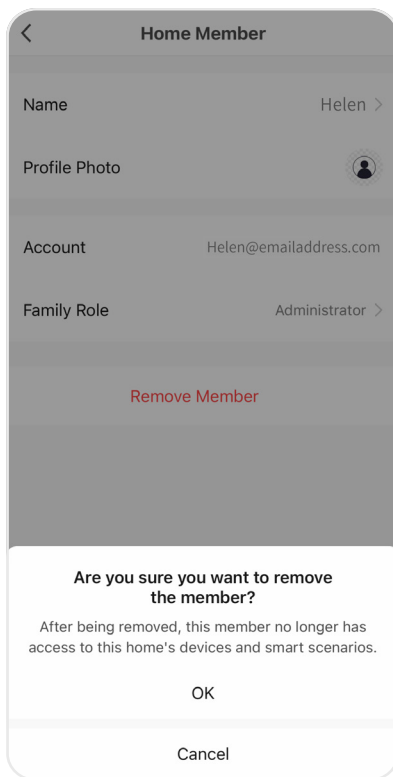 Home Member
Name Helen
Profile Photo
Account Helen@emailaddress.com
Family Role Administrator
Remove Member
Are you sure you want to remove
the member?
After being removed, this member no longer has
access to this home's devices and smart scenarios.
OK
Cancel